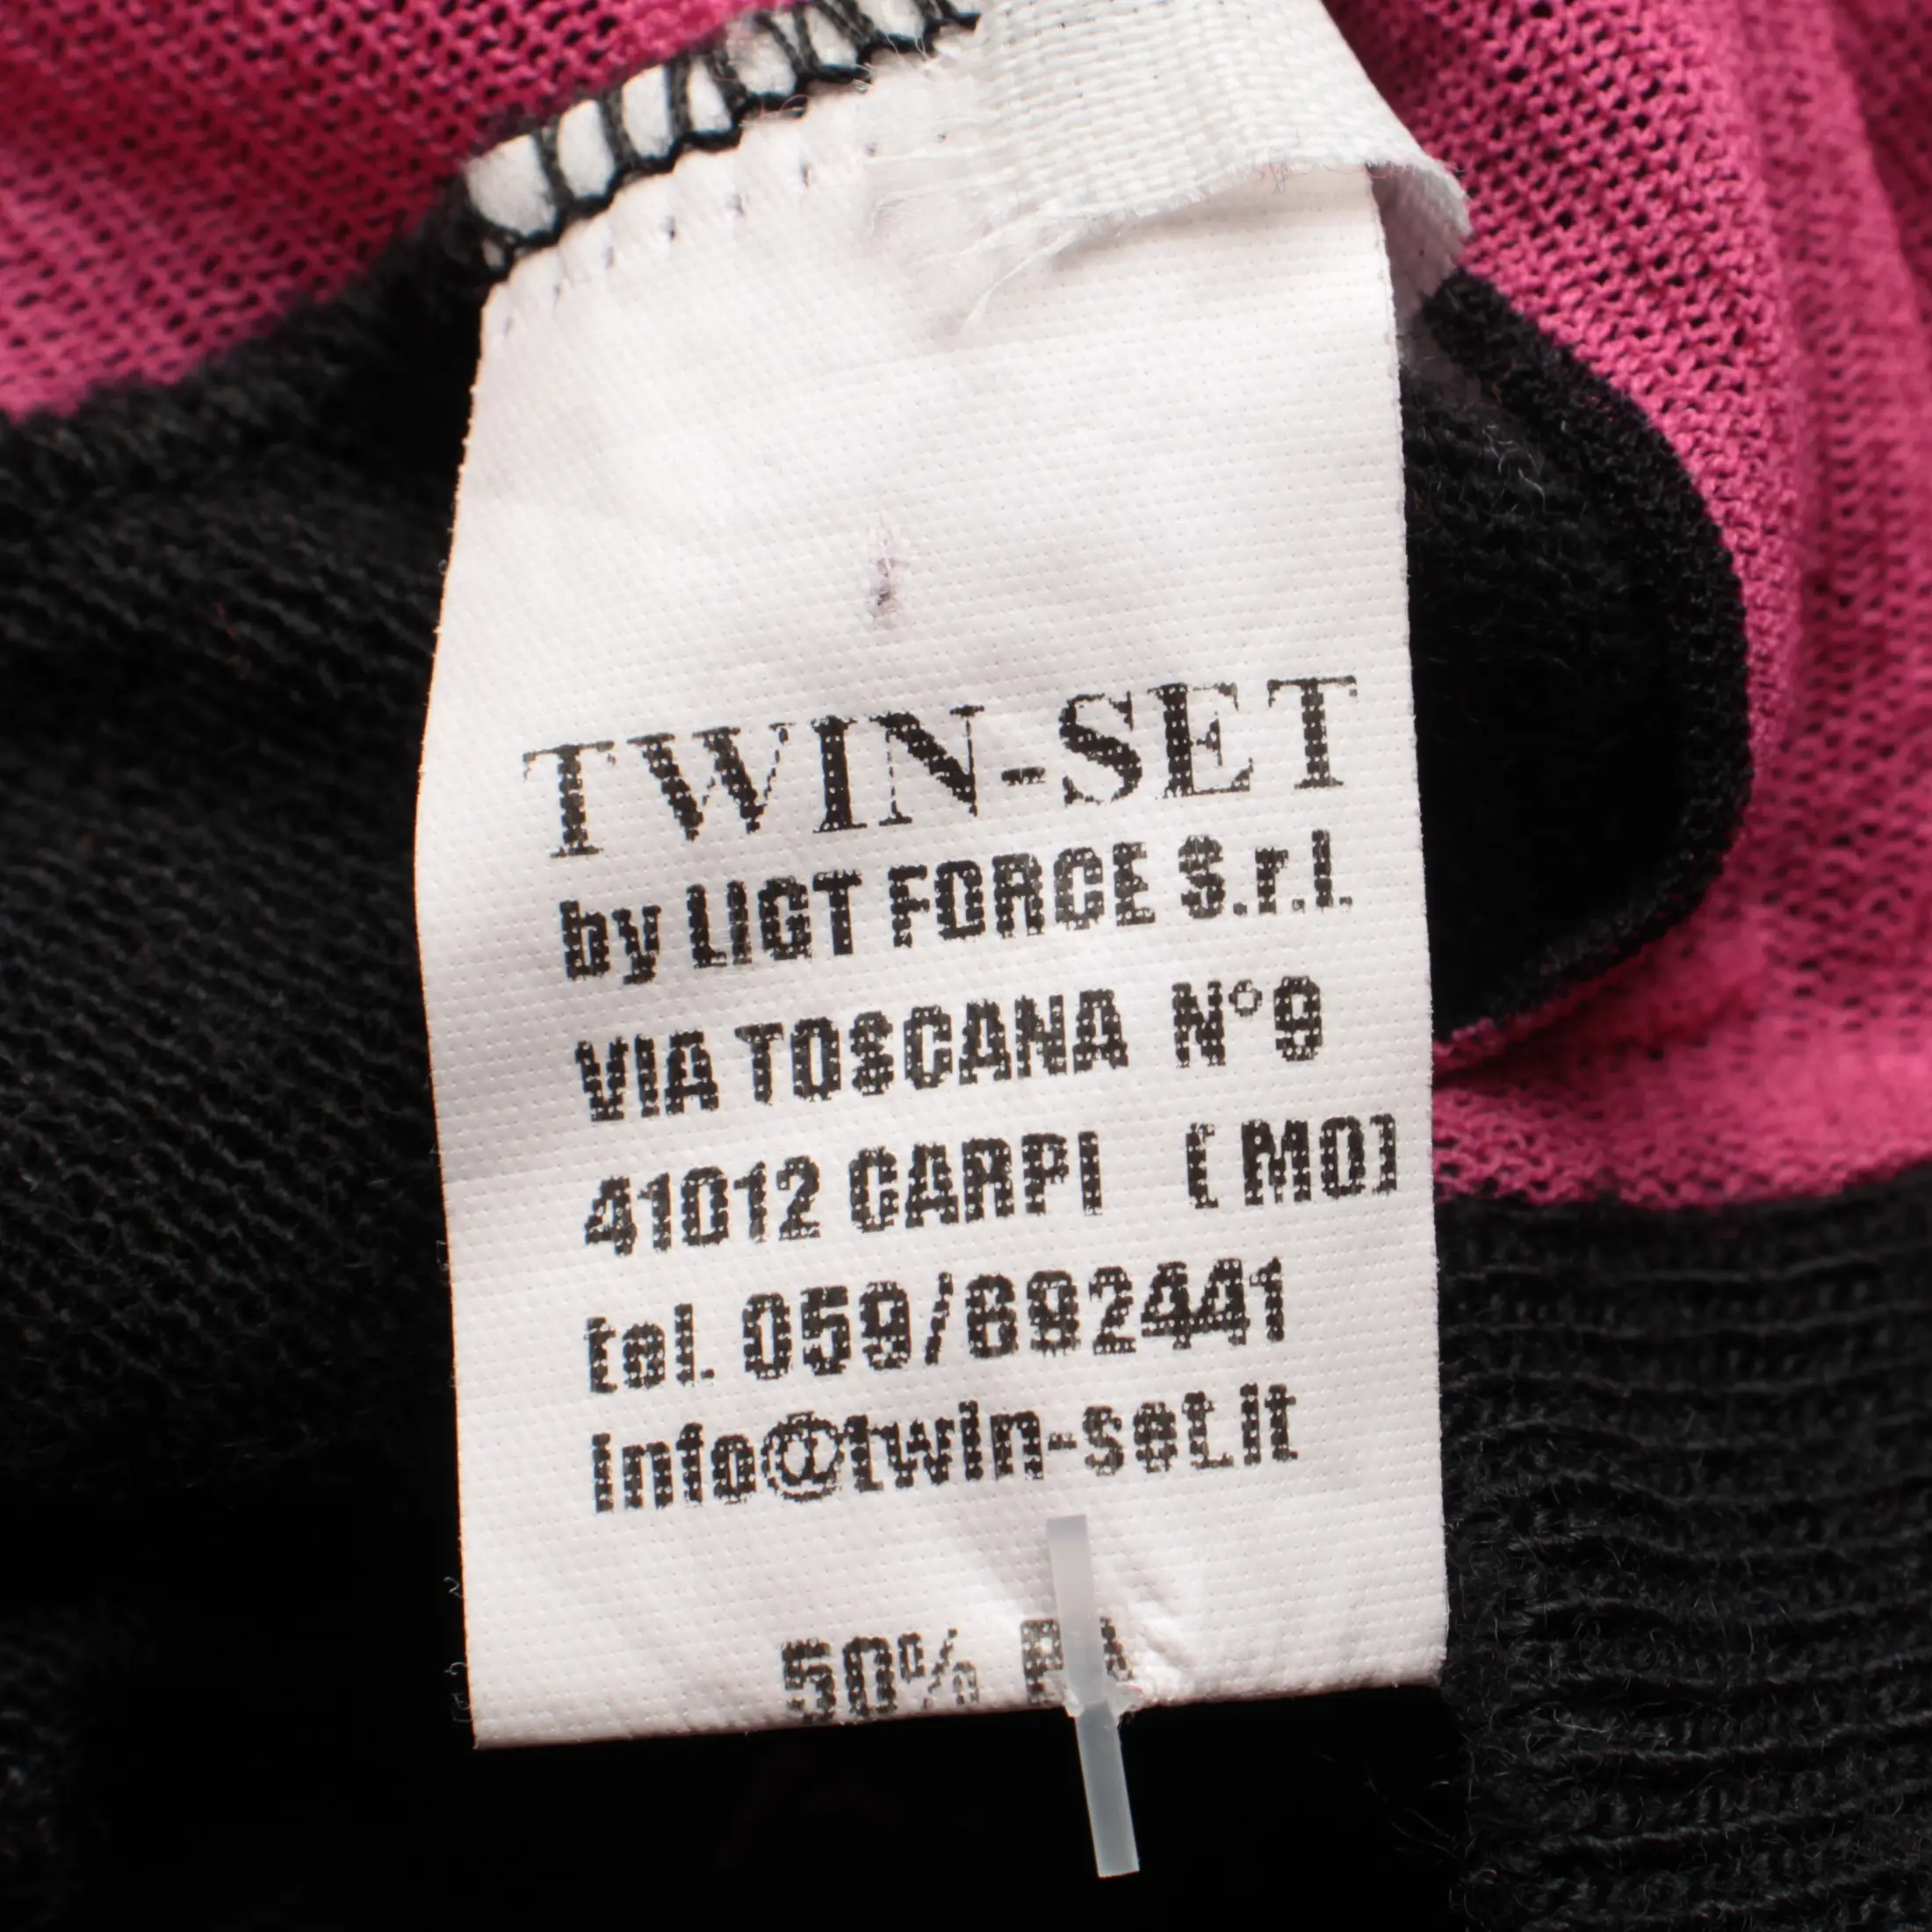 TWIN-SET
by LIGT FORCE S.r.l.
VIA TOSCANA N°9
41012 CARPI [MO]
tel. 059/692441
info@twin-set.it
50%